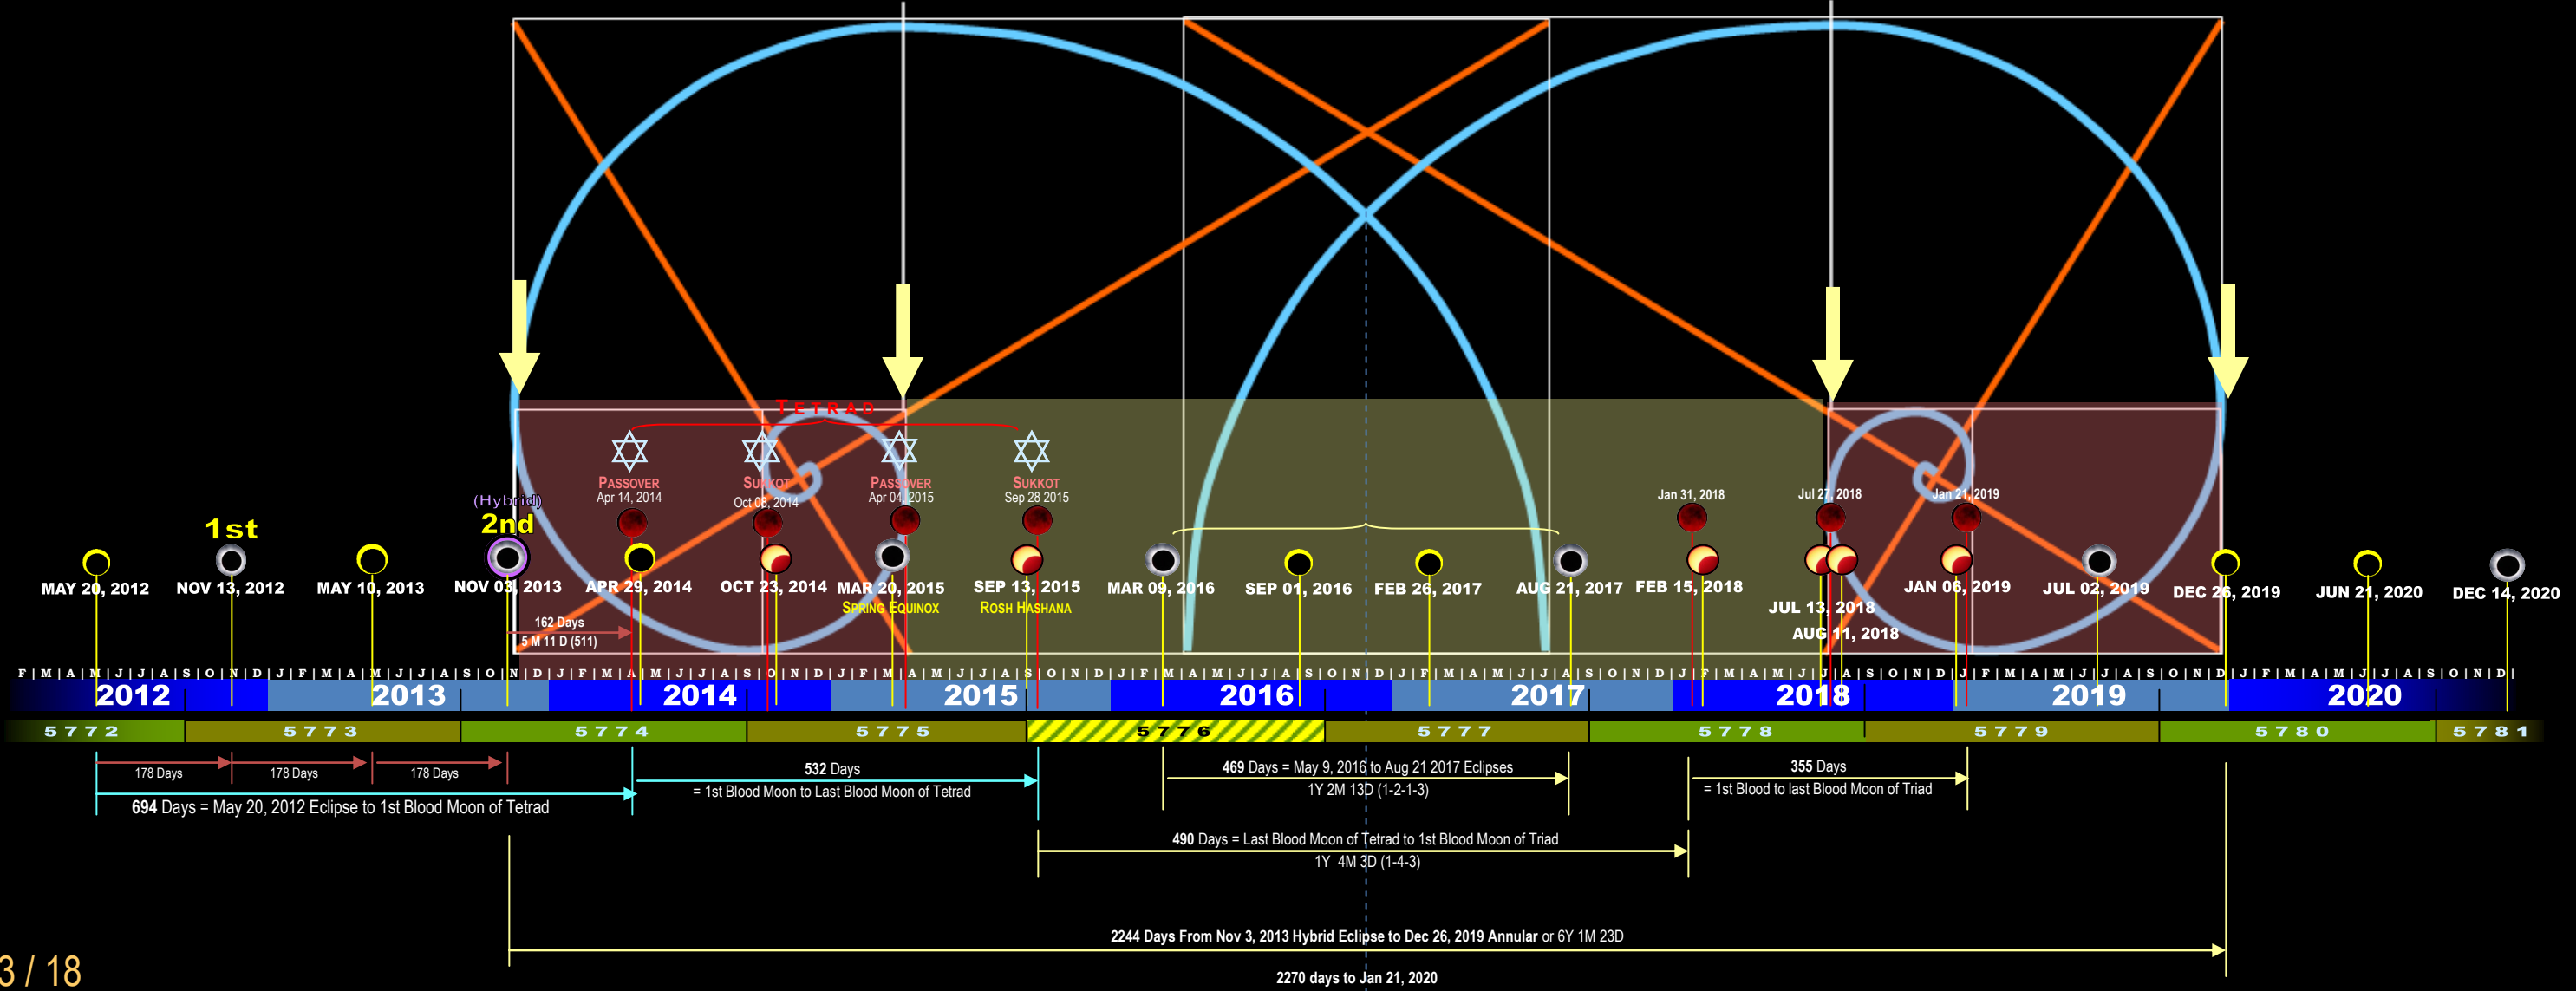 TETRAD
PASSOVER
Apr 14, 2014
SUKKOT
Oct 08, 2014
PASSOVER
Apr 04, 2015
SUKKOT
Sep 28 2015
Jan 31, 2018
Jul 27, 2018
Jan 21, 2019
(Hybrid)
1st
2nd
MAY 20, 2012
NOV 13, 2012
MAY 10, 2013
NOV 03, 2013
APR 29, 2014
OCT 23, 2014
MAR 20, 2015
SPRING EQUINOX
SEP 13, 2015
ROSH HASHANA
MAR 09, 2016
SEP 01, 2016
FEB 26, 2017
AUG 21, 2017
FEB 15, 2018
JUL 13, 2018
AUG 11, 2018
JAN 06, 2019
JUL 02, 2019
DEC 26, 2019
JUN 21, 2020
DEC 14, 2020
162 Days
5 M 11 D (511)
F | M | A | M | J | J | A | S | O | N | D | J | F | M | A | M | J | J | A | S | O | N | D | J | F | M | A | M | J | J | A | S | O | N | D | J | F | M | A | M | J | J | A | S | O | N | D | J | F | M | A | M | J | J | A | S | O | N | D | J | F | M | A | M | J | J | A | S | O | N | D | J | F | M | A | M | J | J | A | S | O | N | D | J | F | M | A | M | J | J | A | S | O | N | D | J | F | M | A | M | J | J | A | S | O | N | D |
2012 2013 2014 2015 2016 2017 2018 2019 2020
5772 5773 5774 5775 5776 5777 5778 5779 5780 5781
178 Days
178 Days
178 Days
694 Days = May 20, 2012 Eclipse to 1st Blood Moon of Tetrad
532 Days
= 1st Blood Moon to Last Blood Moon of Tetrad
469 Days = May 9, 2016 to Aug 21 2017 Eclipses
1Y 2M 13D (1-2-1-3)
355 Days
= 1st Blood to last Blood Moon of Triad
490 Days = Last Blood Moon of Tetrad to 1st Blood Moon of Triad
1Y 4M 3D (1-4-3)
2244 Days From Nov 3, 2013 Hybrid Eclipse to Dec 26, 2019 Annular or 6Y 1M 23D
2270 days to Jan 21, 2020
3 / 18